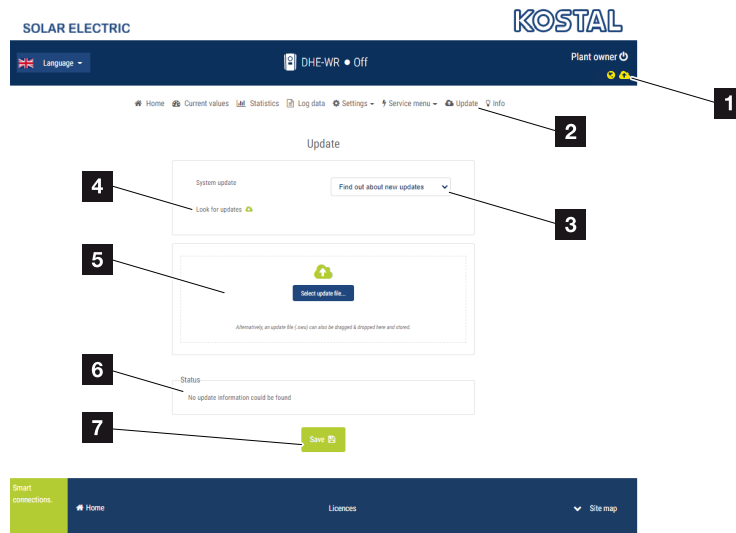 SOLAR ELECTRIC
KOSTAL
Language
DHE-WR ● Off
Plant owner
1
Home Current values Statistics Log data Settings Service menu Update Info
2
Update
4
System update
Find out about new updates
Look for updates
3
5
Select update file...
Alternatively, an update file (.swu) can also be dragged & dropped here and stored.
6
Status
No update information could be found
7
Save
Smart
connections.
Home
Licences
Site map